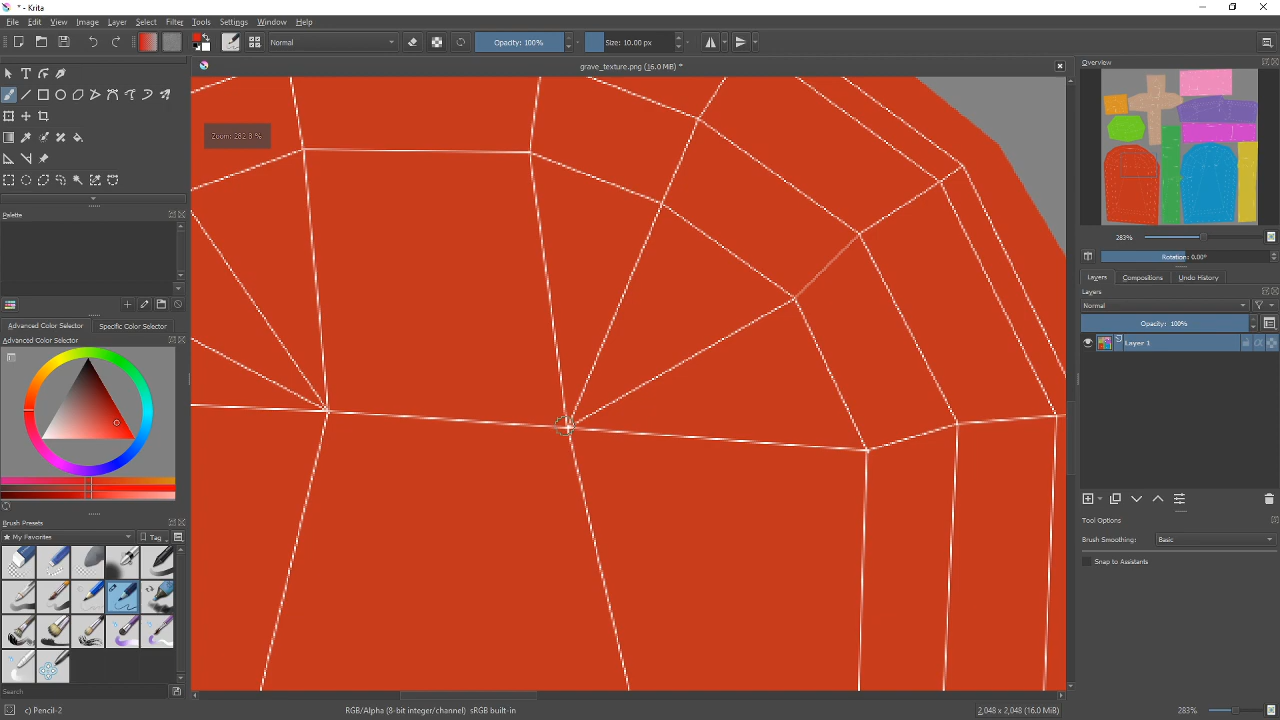 * - Krita
File Edit View Image Layer Select Filter Tools Settings Window Help
Normal Opacity: 100% Size: 10.00 px
grave_texture.png (16.0 MiB) *
Zoom: 282.8 %
Palette
Advanced Color Selector Specific Color Selector
Advanced Color Selector
Brush Presets
My Favorites Tag
Search
c) Pencil-2
RGB/Alpha (8-bit integer/channel) sRGB built-in
2,048 x 2,048 (16.0 MiB)
283%
Overview
283%
Rotation: 0.00°
Layers Compositions Undo History
Layers
Normal
Opacity: 100%
Layer 1
Tool Options
Brush Smoothing: Basic
Snap to Assistants